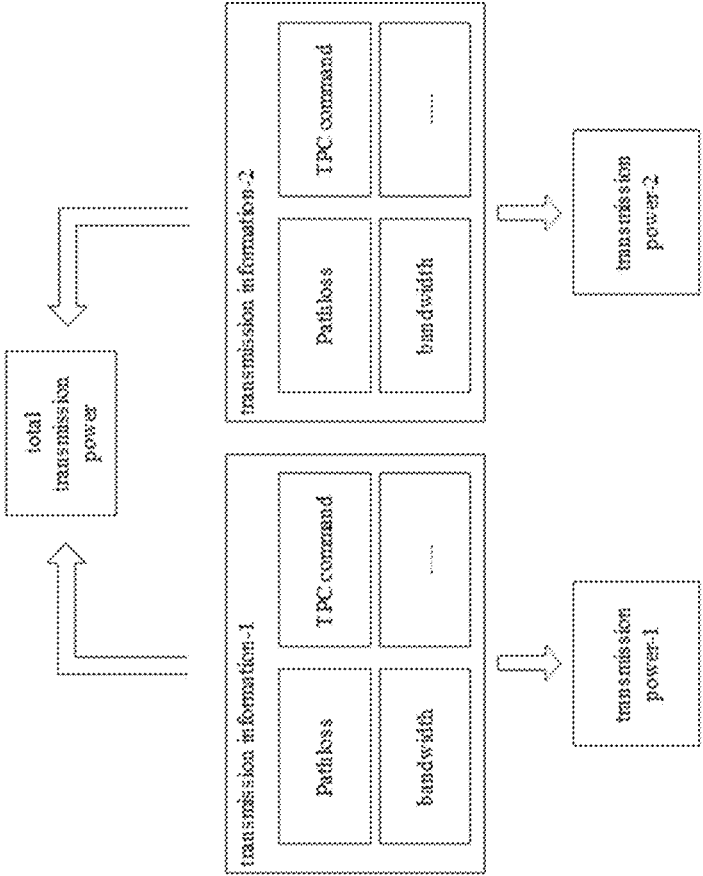 total
transmission
power
transmission information-1
Pathloss
TPC command
bandwidth
......
transmission
power-1
transmission information-2
Pathloss
TPC command
bandwidth
......
transmission
power-2